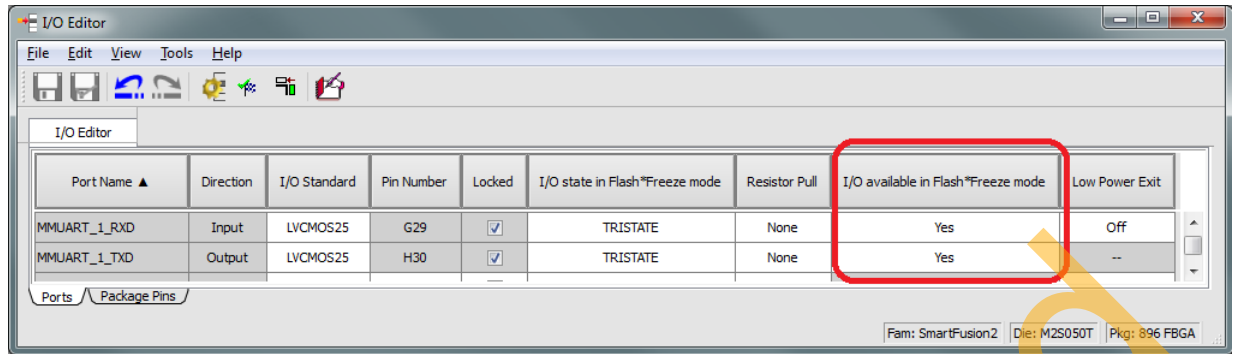 I/O Editor
File Edit View Tools Help
I/O Editor
Port Name ▲ Direction I/O Standard Pin Number Locked I/O state in Flash*Freeze mode Resistor Pull I/O available in Flash*Freeze mode Low Power Exit
MMUART_1_RXD Input LVCMOS25 G29 TRISTATE None Yes Off
MMUART_1_TXD Output LVCMOS25 H30 TRISTATE None Yes --
Ports Package Pins
Fam: SmartFusion2 Die: M2S050T Pkg: 896 FBGA